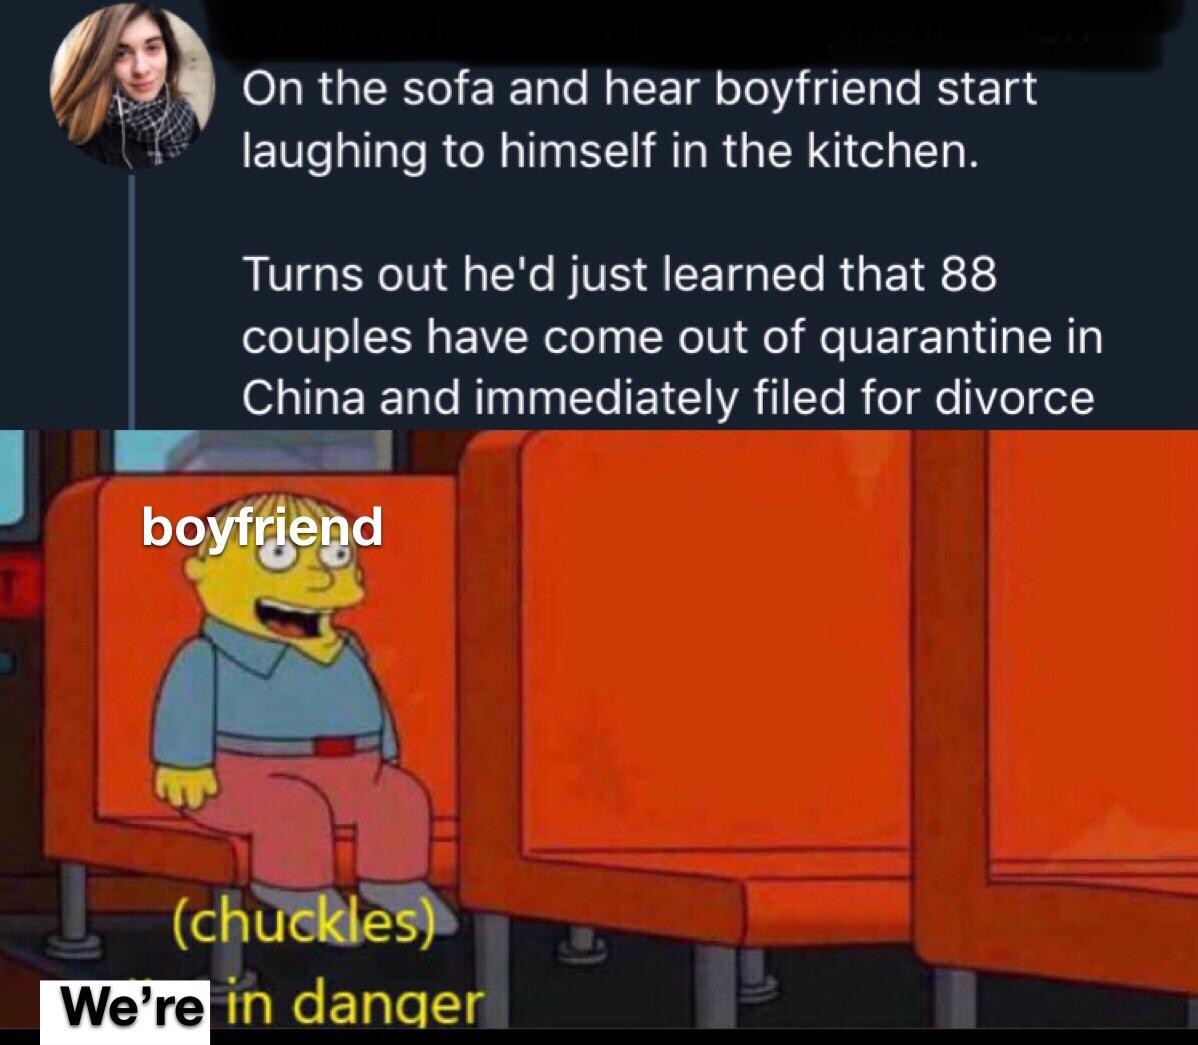 On the sofa and hear boyfriend start
laughing to himself in the kitchen.
Turns out he'd just learned that 88
couples have come out of quarantine in
China and immediately filed for divorce
boyfriend
(chuckles)
We're in danger